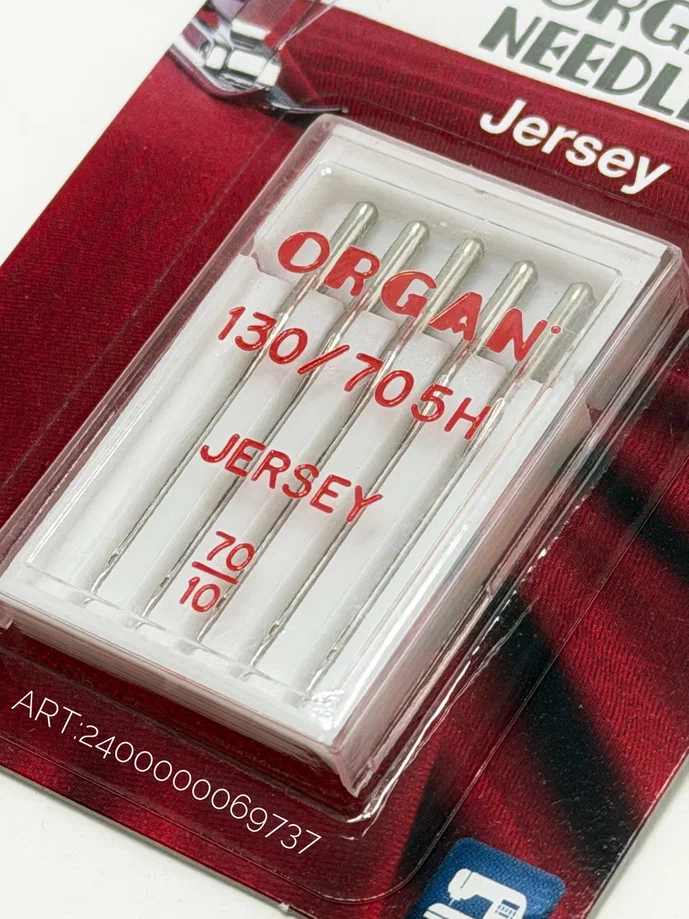 Jersey
ORGAN
130/705H
JERSEY
70
10
ART:2400000069737